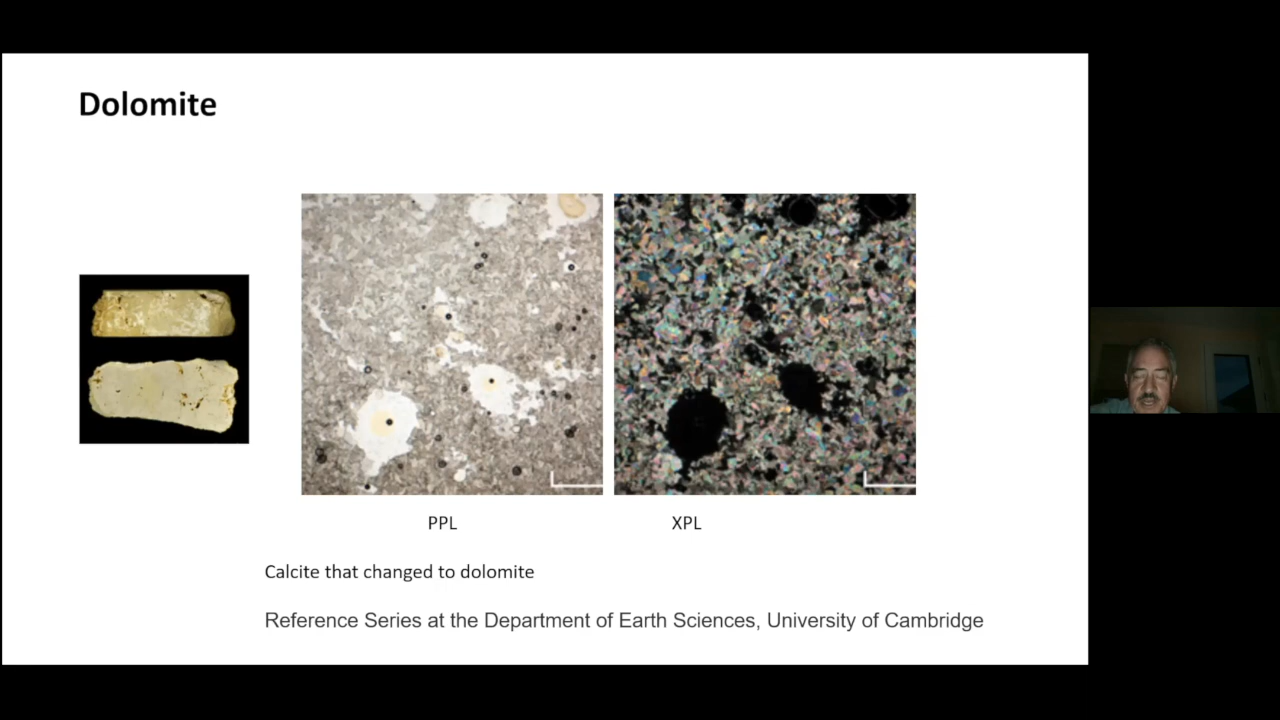 Dolomite
PPL
XPL
Calcite that changed to dolomite
Reference Series at the Department of Earth Sciences, University of Cambridge